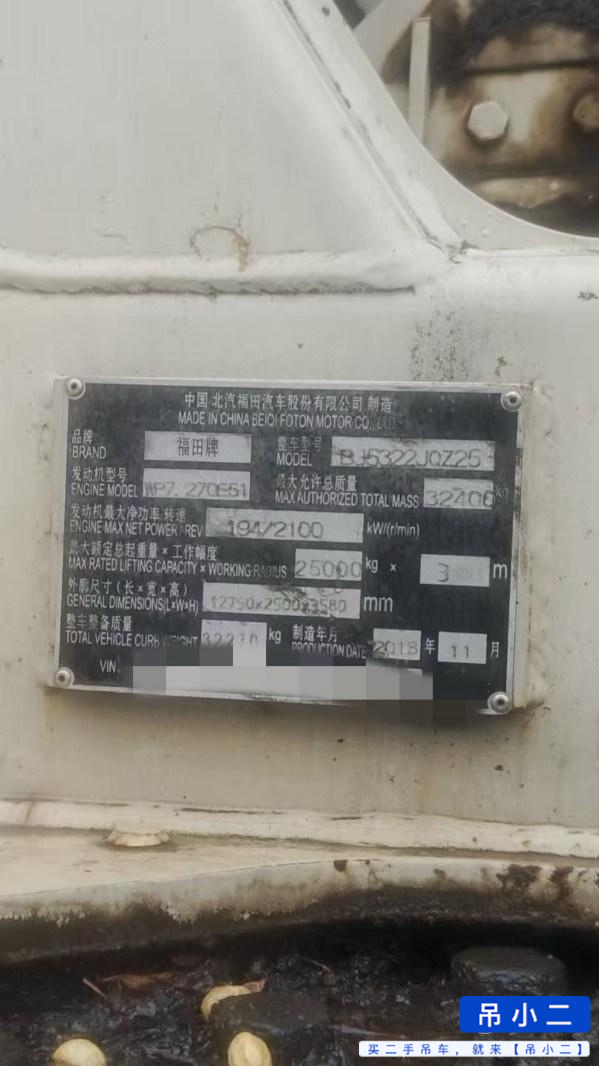 中国 北汽福田汽车股份有限公司 制造
MADE IN CHINA BEIQI FOTON MOTOR CO., LTD.
品牌 福田牌 整车型号
BRAND MODEL BJ5322JQZ25
发动机型号 最大允许总质量
ENGINE MODEL WP7.270E51 MAX AUTHORIZED TOTAL MASS 32400 kg
发动机最大净功率/转速
ENGINE MAX NET POWER / REV 194/2100 kW/(r/min)
最大额定总起重量×工作幅度
MAX RATED LIFTING CAPACITY × WORKING RADIUS 25000 kg × m
外廓尺寸(长×宽×高)
GENERAL DIMENSIONS(L×W×H) 12750x2500x3580 mm
整车整备质量 制造年月
TOTAL VEHICLE CURB WEIGHT kg PRODUCTION DATE 2018 年 11 月
VIN
吊小二
买二手吊车，就来【吊小二】